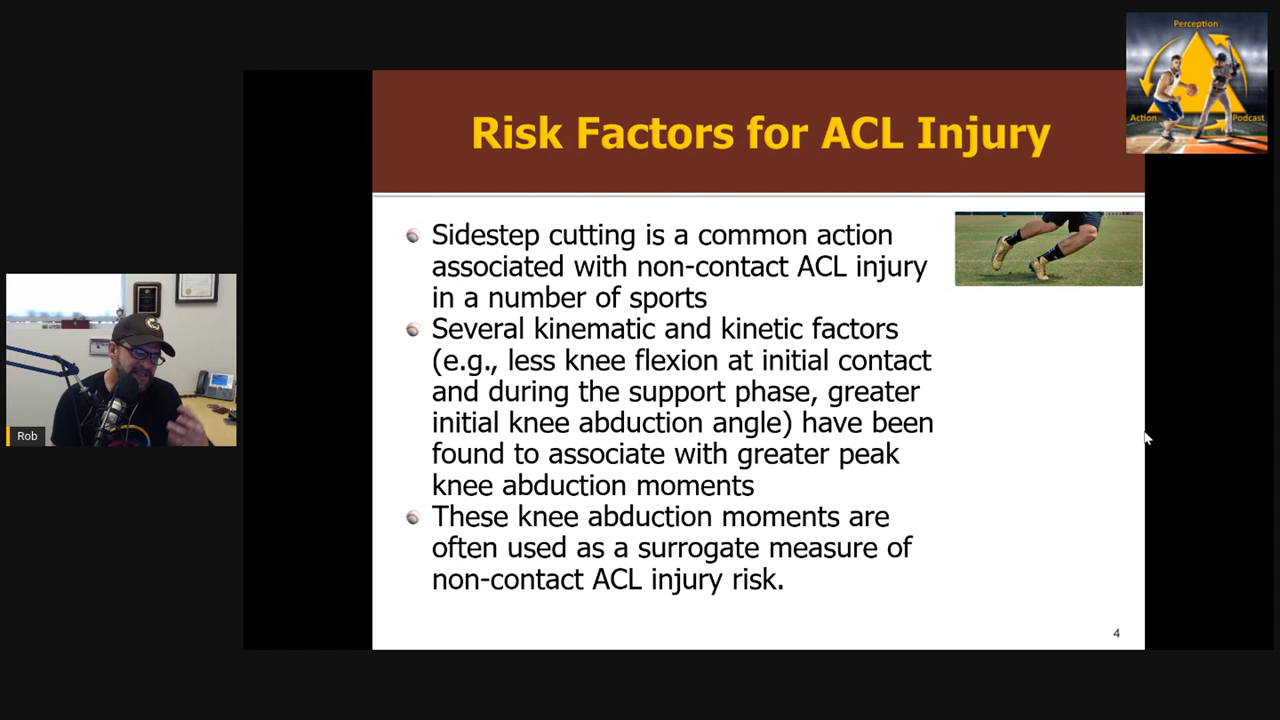 Perception
Action
Podcast
Risk Factors for ACL Injury
Sidestep cutting is a common action
associated with non-contact ACL injury
in a number of sports
Several kinematic and kinetic factors
(e.g., less knee flexion at initial contact
and during the support phase, greater
initial knee abduction angle) have been
found to associate with greater peak
knee abduction moments
These knee abduction moments are
often used as a surrogate measure of
non-contact ACL injury risk.
4
Rob